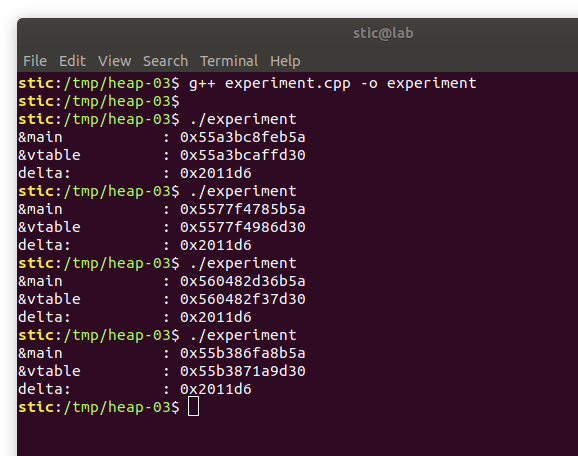 stic@lab
File Edit View Search Terminal Help
stic:/tmp/heap-03$ g++ experiment.cpp -o experiment
stic:/tmp/heap-03$
stic:/tmp/heap-03$ ./experiment
&main          : 0x55a3bc8feb5a
&vtable        : 0x55a3bcaffd30
delta:         : 0x2011d6
stic:/tmp/heap-03$ ./experiment
&main          : 0x5577f4785b5a
&vtable        : 0x5577f4986d30
delta:         : 0x2011d6
stic:/tmp/heap-03$ ./experiment
&main          : 0x560482d36b5a
&vtable        : 0x560482f37d30
delta:         : 0x2011d6
stic:/tmp/heap-03$ ./experiment
&main          : 0x55b386fa8b5a
&vtable        : 0x55b3871a9d30
delta:         : 0x2011d6
stic:/tmp/heap-03$